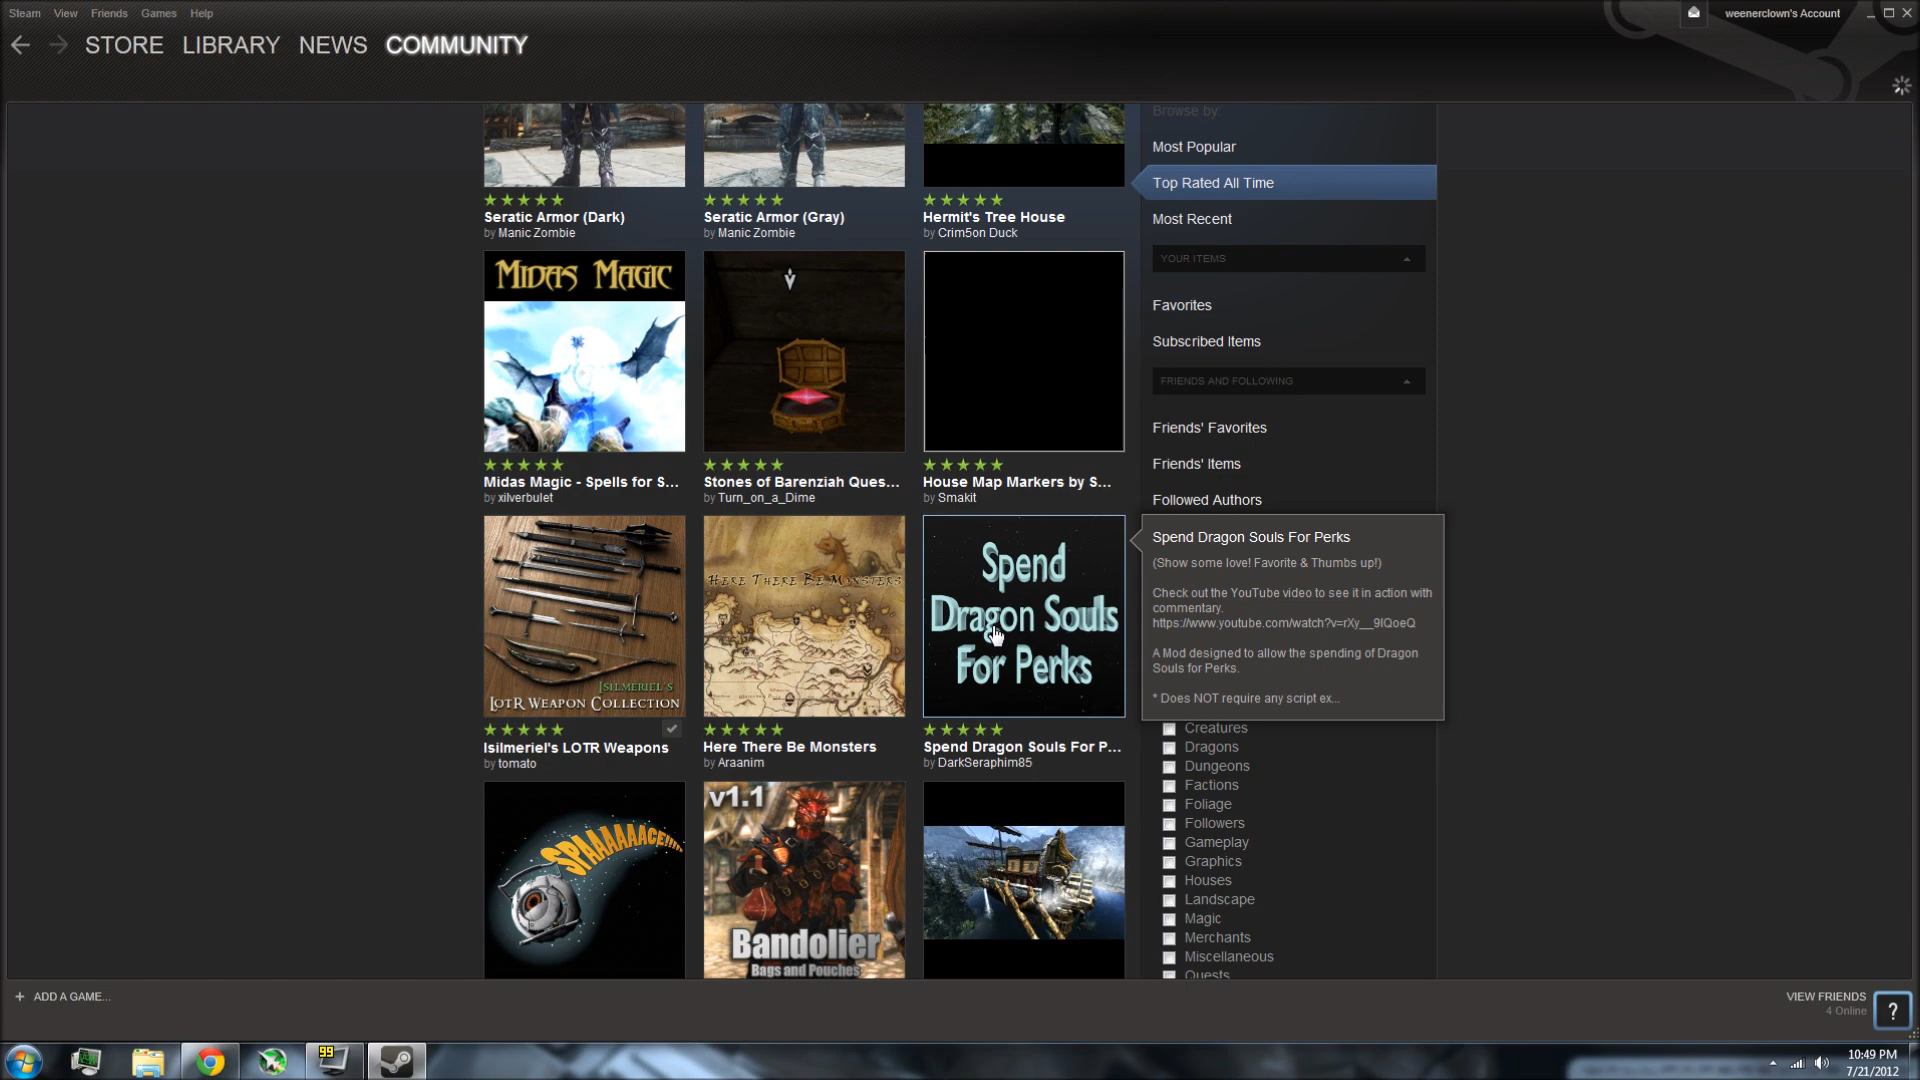 Steam View Friends Games Help
weenerclown's Account
STORE LIBRARY NEWS COMMUNITY
Browse by:
Most Popular
Top Rated All Time
Most Recent
YOUR ITEMS
Favorites
Subscribed Items
FRIENDS AND FOLLOWING
Friends' Favorites
Friends' Items
Followed Authors
Seratic Armor (Dark)
by Manic Zombie
Seratic Armor (Gray)
by Manic Zombie
Hermit's Tree House
by Crim5on Duck
MIDAS MAGIC
Midas Magic - Spells for S...
by xilverbulet
Stones of Barenziah Ques...
by Turn_on_a_Dime
House Map Markers by S...
by Smakit
ISILMERIEL'S
LOTR WEAPON COLLECTION
Isilmeriel's LOTR Weapons
by tomato
HERE THERE BE MONSTERS
Here There Be Monsters
by Araanim
Spend
Dragon Souls
For Perks
Spend Dragon Souls For P...
by DarkSeraphim85
Spend Dragon Souls For Perks
(Show some love! Favorite & Thumbs up!)
Check out the YouTube video to see it in action with
commentary.
https://www.youtube.com/watch?v=rXy__9IQoeQ
A Mod designed to allow the spending of Dragon
Souls for Perks.
* Does NOT require any script ex...
Creatures
Dragons
Dungeons
Factions
Foliage
Followers
Gameplay
Graphics
Houses
Landscape
Magic
Merchants
Miscellaneous
Quests
SPAAAAAACE!!!!!
v1.1
Bandolier
Bags and Pouches
+ ADD A GAME...
VIEW FRIENDS
4 Online
?
99
10:49 PM
7/21/2012